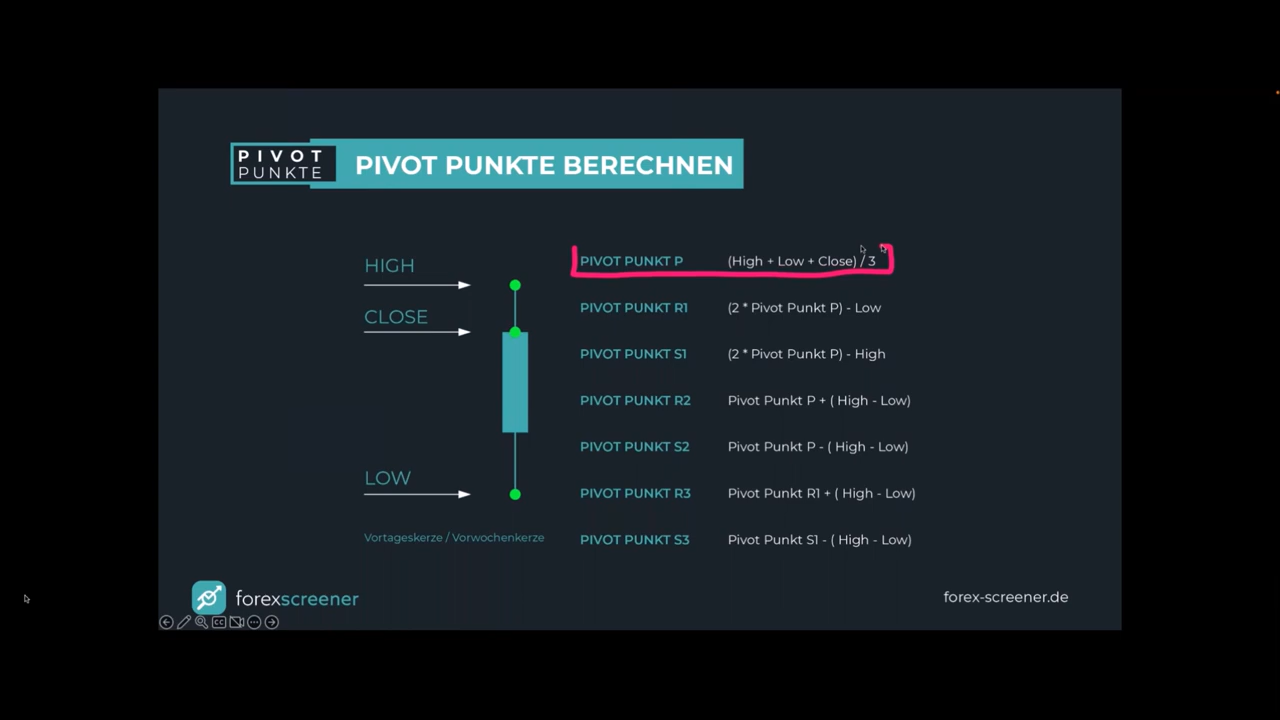 PIVOT
PUNKTE
PIVOT PUNKTE BERECHNEN
HIGH
CLOSE
LOW
Vortageskerze / Vorwochenkerze
PIVOT PUNKT P (High + Low + Close) / 3
PIVOT PUNKT R1 (2 * Pivot Punkt P) - Low
PIVOT PUNKT S1 (2 * Pivot Punkt P) - High
PIVOT PUNKT R2 Pivot Punkt P + ( High - Low)
PIVOT PUNKT S2 Pivot Punkt P - ( High - Low)
PIVOT PUNKT R3 Pivot Punkt R1 + ( High - Low)
PIVOT PUNKT S3 Pivot Punkt S1 - ( High - Low)
forexscreener
forex-screener.de
CC